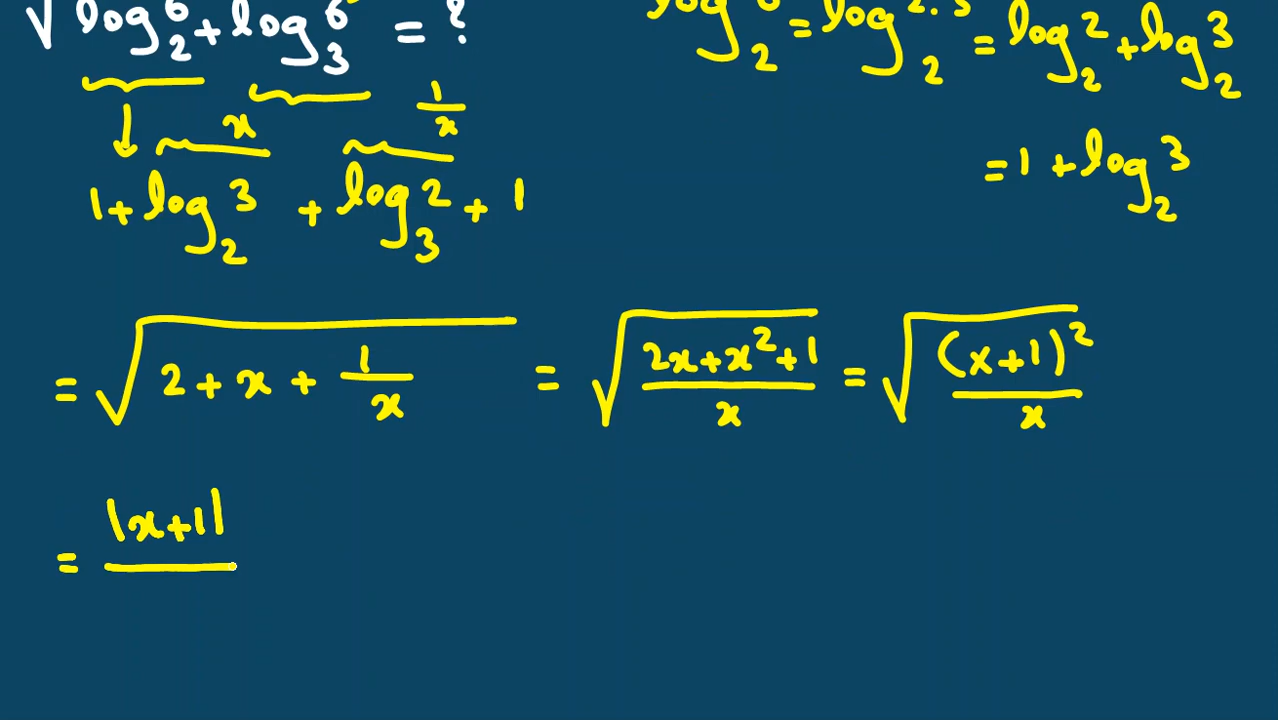 √ log₂6 + log₃6 = ?
log₂6 = log₂2·3 = log₂2 + log₂3
= 1 + log₂3
x 1/x
1 + log₂3 + log₃2 + 1
= √(2 + x + 1/x) = √((2x + x² + 1)/x) = √((x+1)²/x)
= |x+1|